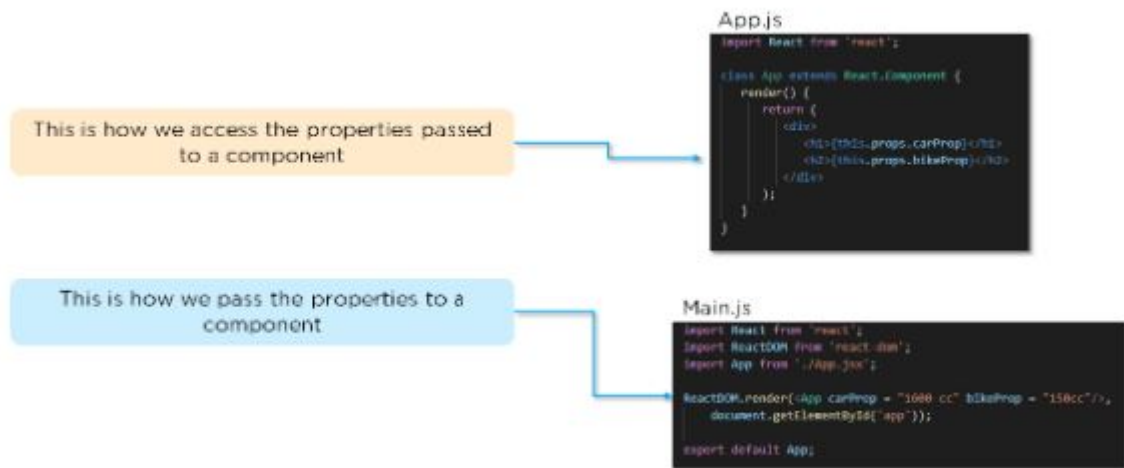 App.js
import React from 'react';
class App extends React.Component {
render() {
return (
<div>
<h1>{this.props.carProp}</h1>
<h2>{this.props.bikeProp}</h2>
</div>
);
}
}
This is how we access the properties passed
to a component
This is how we pass the properties to a
component
Main.js
import React from 'react';
import ReactDOM from 'react-dom';
import App from './App.jsx';
ReactDOM.render(<App carProp = "1600 cc" bikeProp = "150cc"/>,
document.getElementById('app'));
export default App;